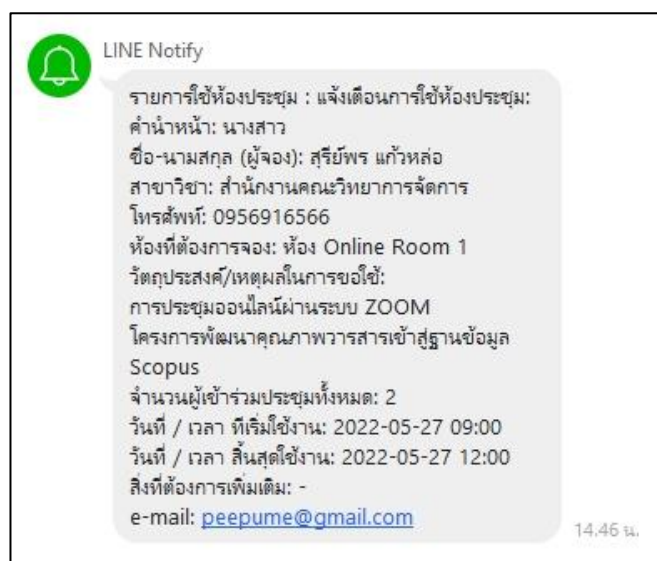 LINE Notify
รายการใช้ห้องประชุม : แจ้งเตือนการใช้ห้องประชุม:
คำนำหน้า: นางสาว
ชื่อ-นามสกุล (ผู้จอง): สุรีย์พร แก้วหล่อ
สาขาวิชา: สำนักงานคณะวิทยาการจัดการ
โทรศัพท์: 0956916566
ห้องที่ต้องการจอง: ห้อง Online Room 1
วัตถุประสงค์/เหตุผลในการขอใช้:
การประชุมออนไลน์ผ่านระบบ ZOOM
โครงการพัฒนาคุณภาพวารสารเข้าสู่ฐานข้อมูล
Scopus
จำนวนผู้เข้าร่วมประชุมทั้งหมด: 2
วันที่ / เวลา ที่เริ่มใช้งาน: 2022-05-27 09:00
วันที่ / เวลา สิ้นสุดใช้งาน: 2022-05-27 12:00
สิ่งที่ต้องการเพิ่มเติม: -
e-mail: peepume@gmail.com
14.46 น.